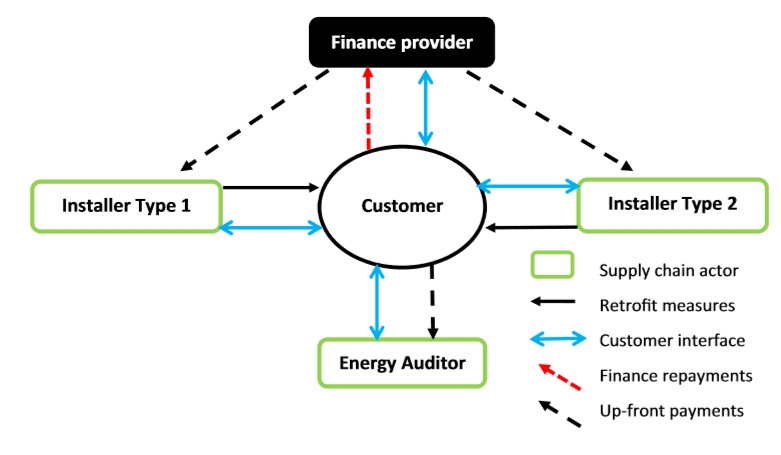 Finance provider
Installer Type 1
Customer
Installer Type 2
Energy Auditor
Supply chain actor
Retrofit measures
Customer interface
Finance repayments
Up-front payments